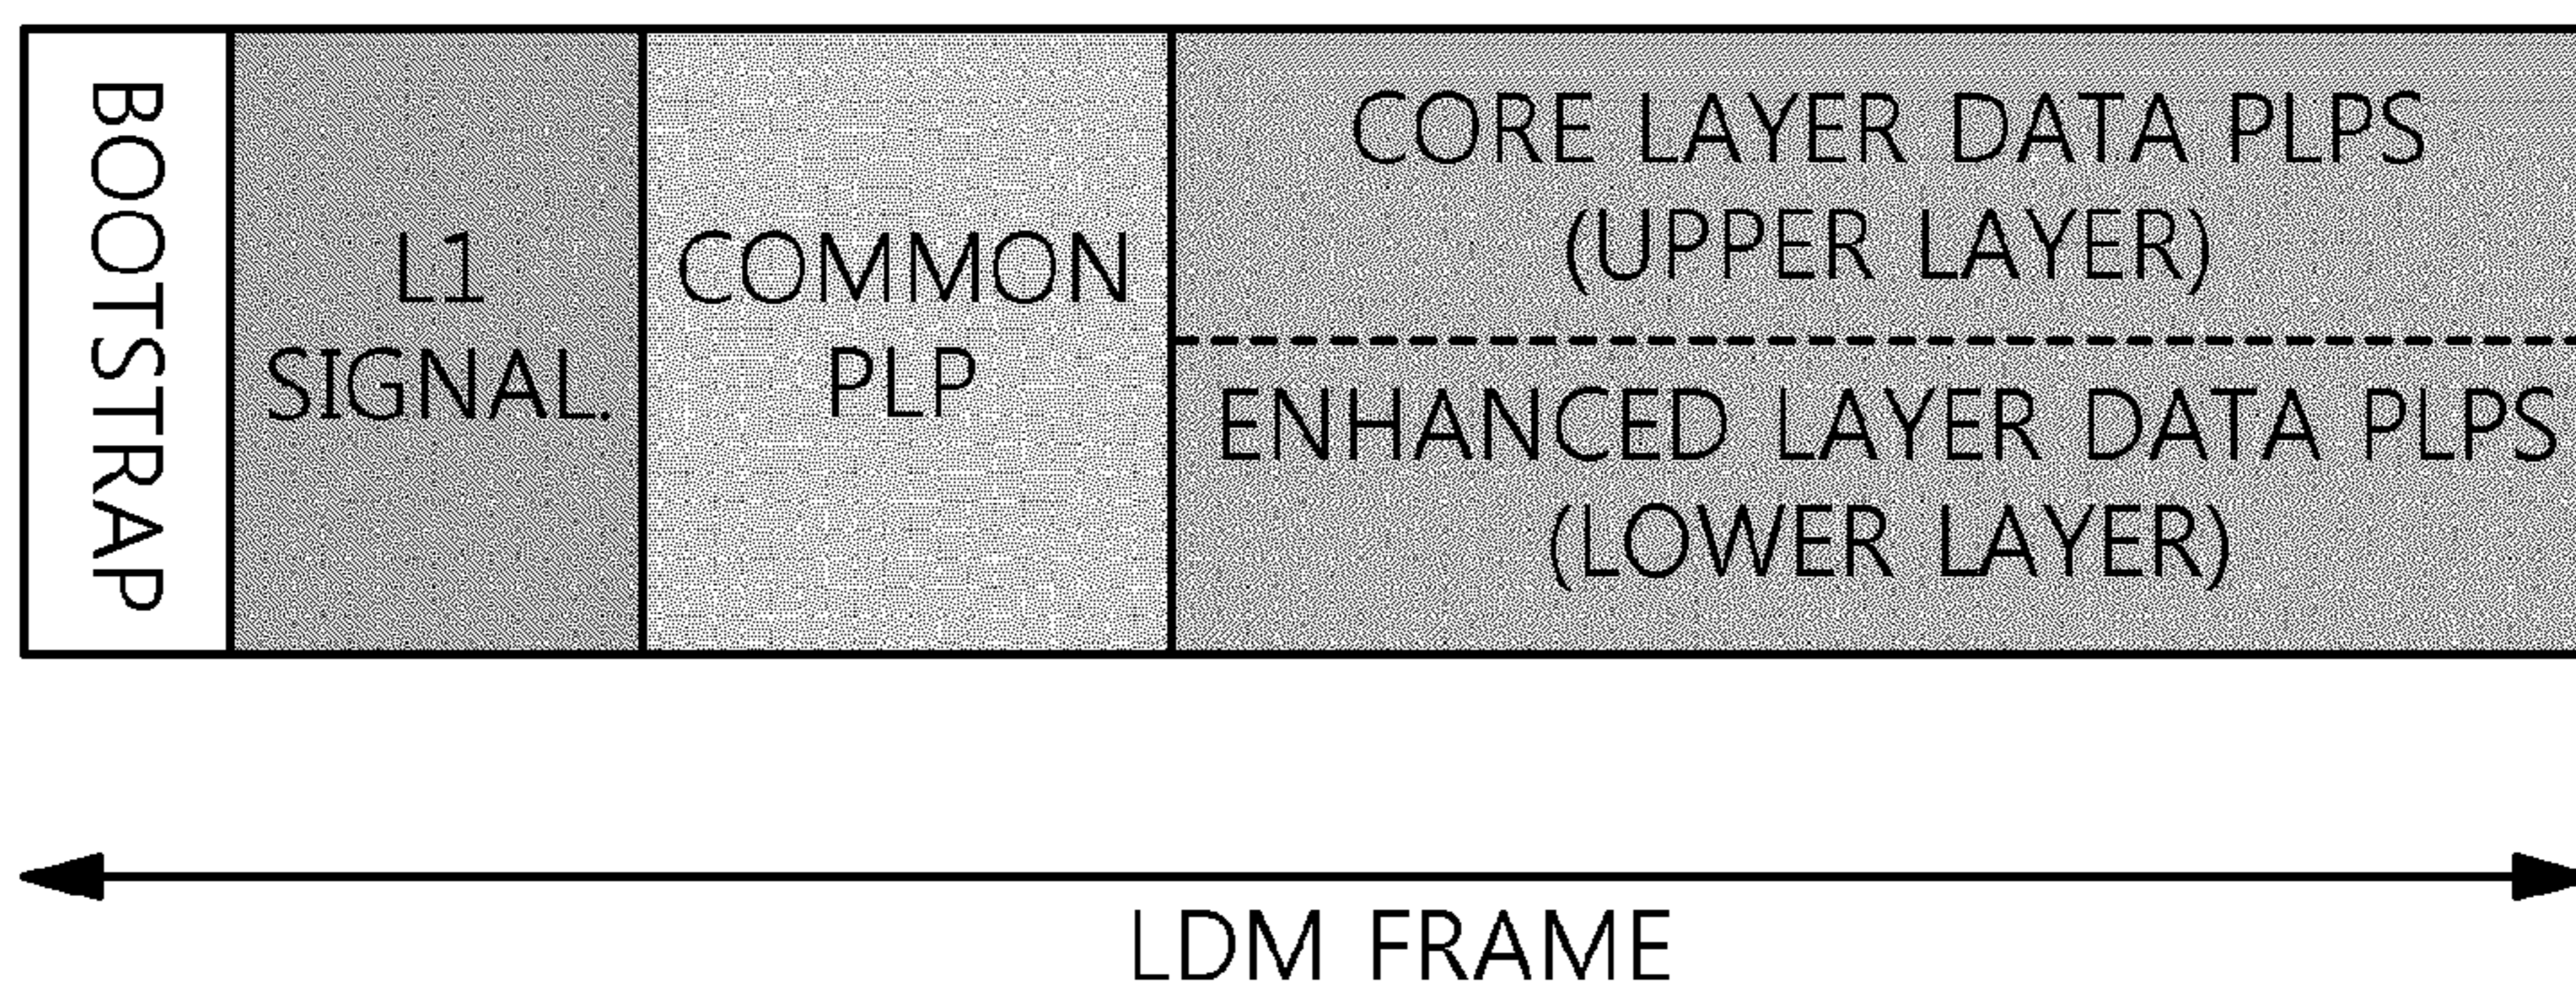 BOOTSTRAP
L1
SIGNAL.
COMMON
PLP
CORE LAYER DATA PLPS
(UPPER LAYER)
ENHANCED LAYER DATA PLPS
(LOWER LAYER)
LDM FRAME